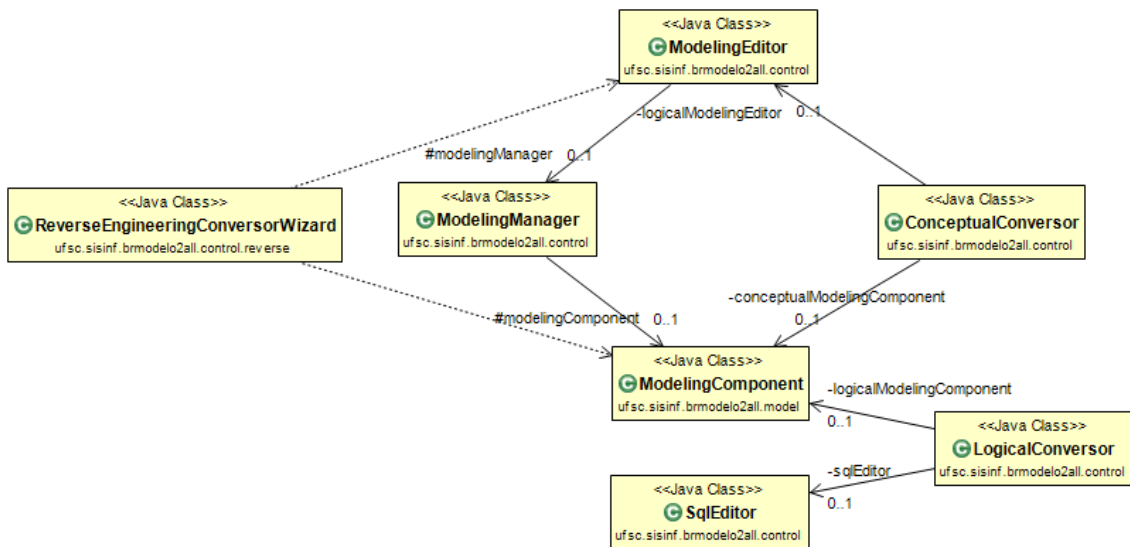 <<Java Class>>
C ModelingEditor
ufsc.sisinf.brmodelo2all.control
-logicalModelingEditor
0..1
#modelingManager
0..1
<<Java Class>>
C ReverseEngineeringConversorWizard
ufsc.sisinf.brmodelo2all.control.reverse
<<Java Class>>
C ModelingManager
ufsc.sisinf.brmodelo2all.control
<<Java Class>>
C ConceptualConversor
ufsc.sisinf.brmodelo2all.control
-conceptualModelingComponent
0..1
#modelingComponent
0..1
<<Java Class>>
C ModelingComponent
ufsc.sisinf.brmodelo2all.model
-logicalModelingComponent
0..1
<<Java Class>>
C LogicalConversor
ufsc.sisinf.brmodelo2all.control
-sqlEditor
0..1
<<Java Class>>
C SqlEditor
ufsc.sisinf.brmodelo2all.control